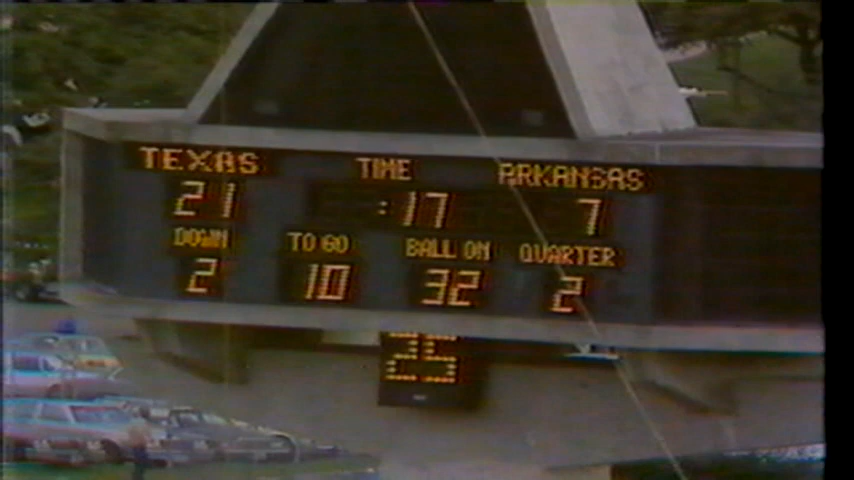 TEXAS TIME ARKANSAS
21 :17 7
DOWN TO GO BALL ON QUARTER
2 10 32 2
25